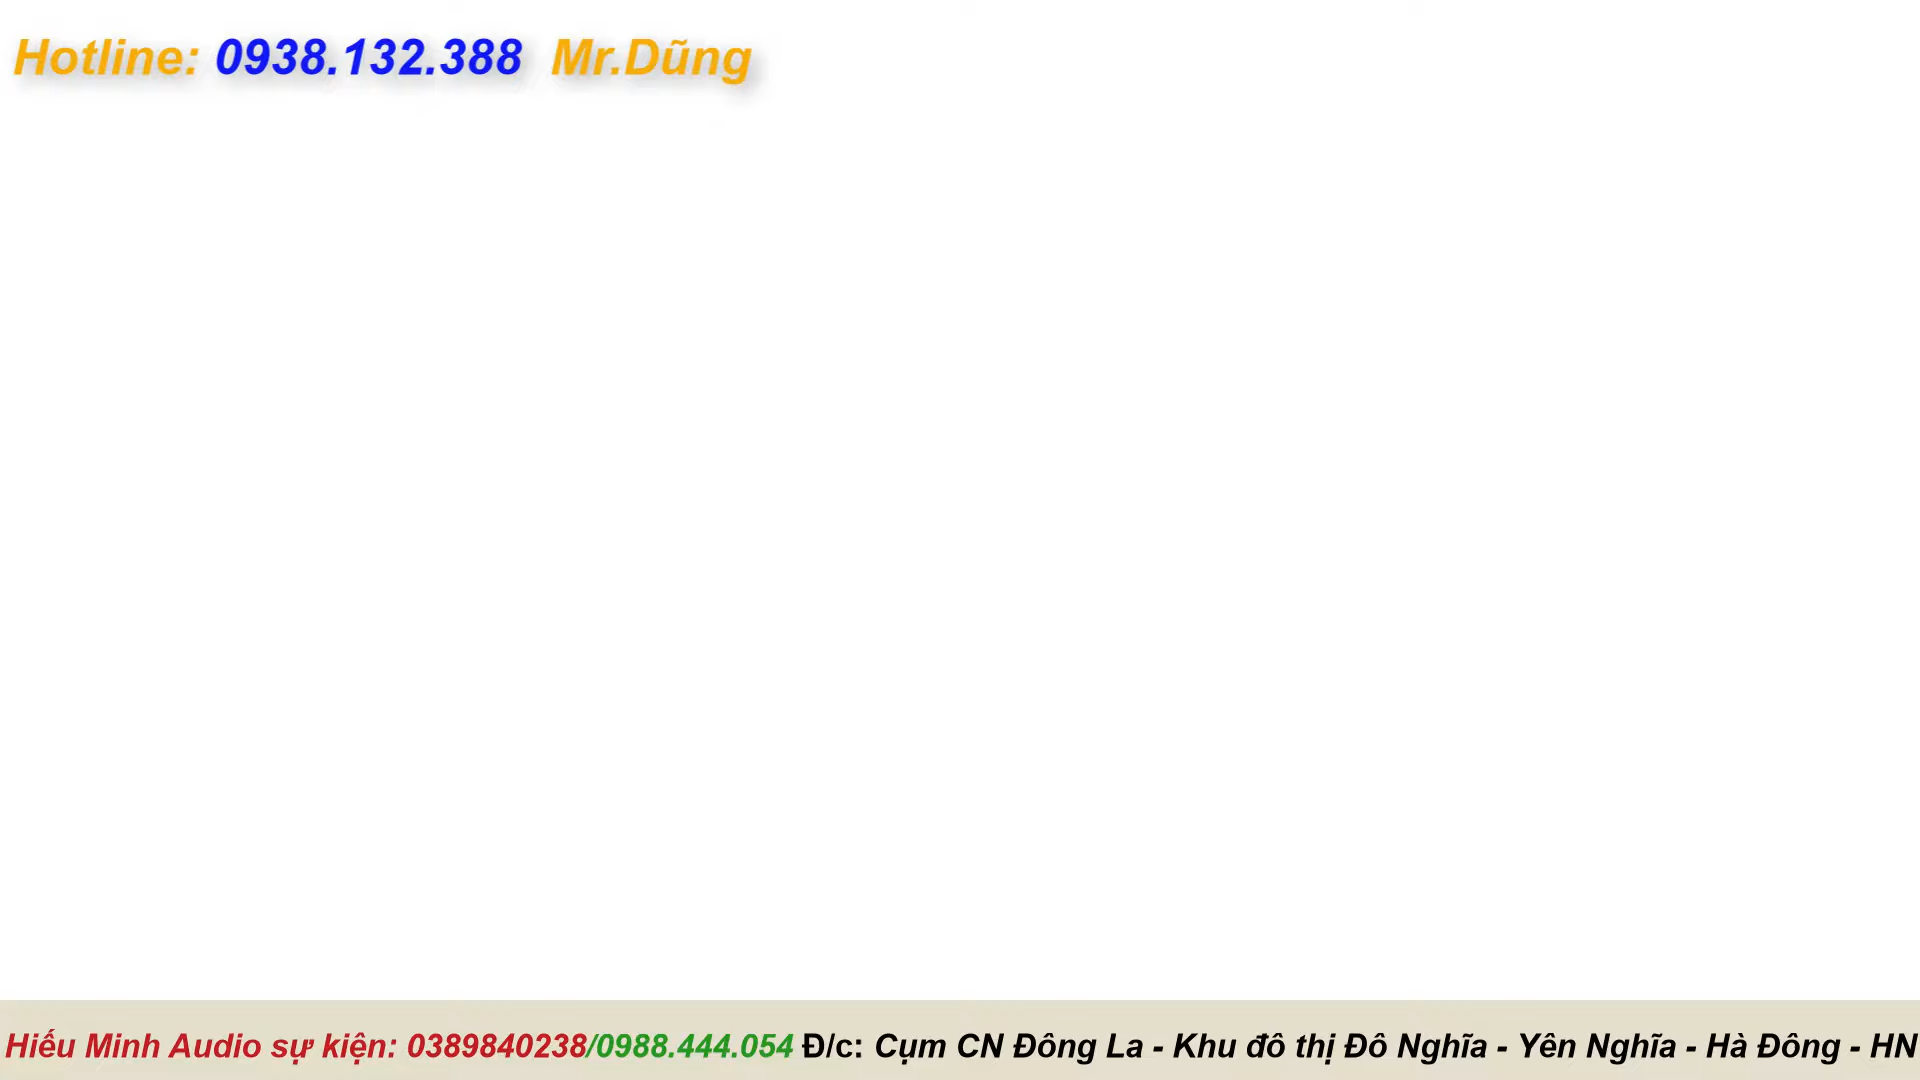 Hotline: 0938.132.388 Mr.Dũng
Hiếu Minh Audio sự kiện: 0389840238/0988.444.054 Đ/c: Cụm CN Đông La - Khu đô thị Đô Nghĩa - Yên Nghĩa - Hà Đông - HN